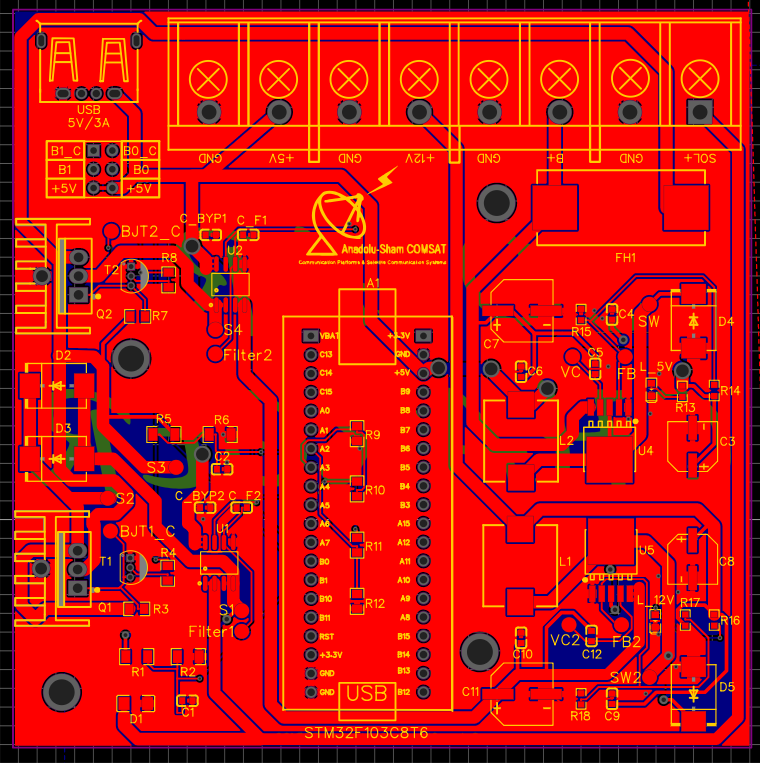 USB
5V/3A
GND
+5V
GND
+12V
GND
B+
GND
SOL+
B1_C
B0_C
B1
B0
+5V
+5V
Anadolu-Sham COMSAT
Communication Platforms & Satellite Communication Systems
FH1
BJT2_C
C_BYP1
C_F1
U2
T2
R8
Q2
R7
S4
Filter2
A1
VBAT
C13
C14
C15
A0
A1
A2
A3
A4
A5
A6
A7
B0
B1
B10
B11
RST
+3-3V
GND
GND
+3-3V
GND
+5V
B9
B8
B7
B6
B5
B4
B3
A15
A12
A11
A10
A9
A8
B15
B14
B13
B12
R9
R10
R11
R12
USB
STM32F103C8T6
D2
D3
R5
R6
S3
C2
S2
C_BYP2
C_F2
BJT1_C
U1
T1
R4
Q1
R3
S1
Filter1
R1
R2
D1
C1
C7
R15
C4
SW
D4
C6
C5
VC
FB
L_5V
R13
R14
L2
U4
C3
L1
U5
C8
L_12V
R17
R16
VC2
FB2
C10
C12
SW2
C11
R18
C9
D5